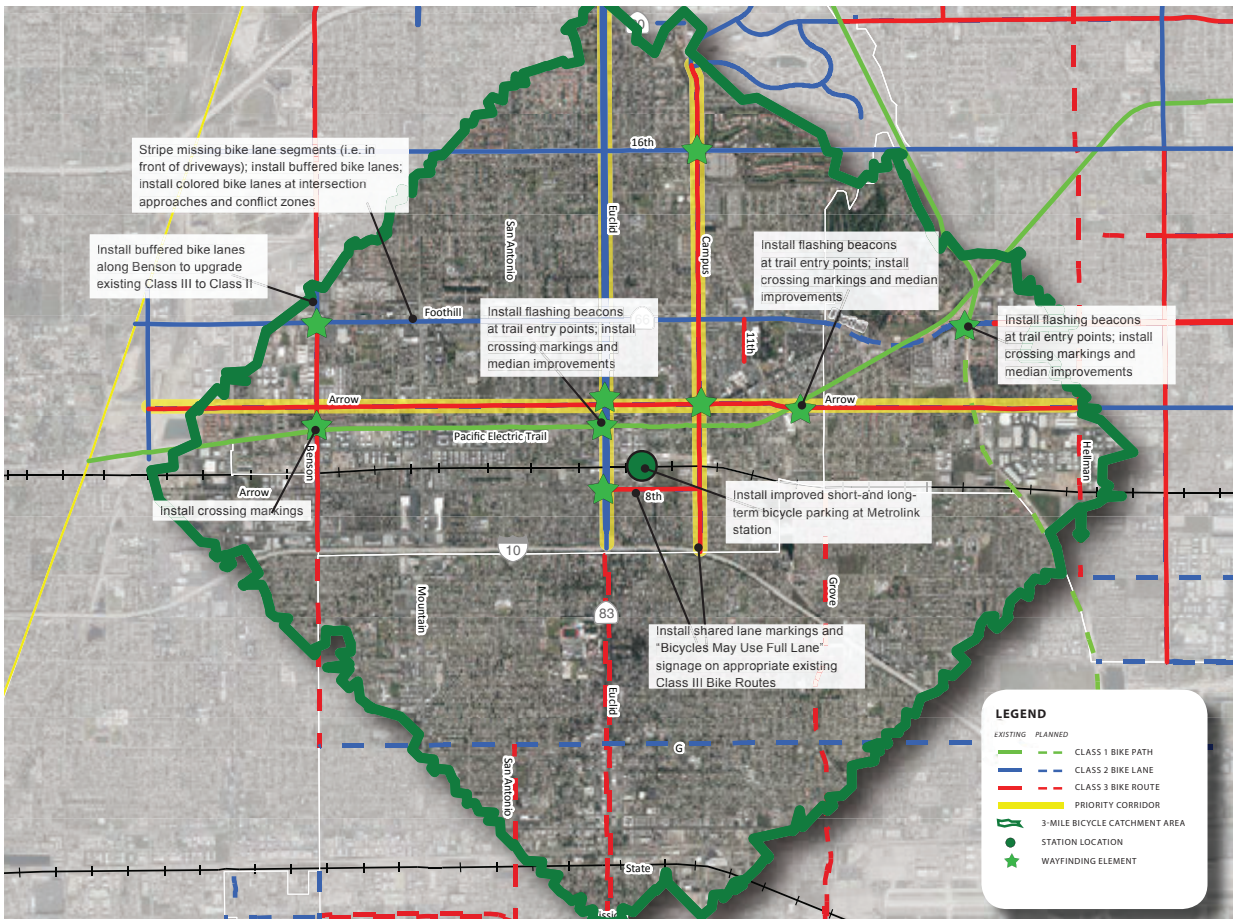 16th
Stripe missing bike lane segments (i.e. in
front of driveways); install buffered bike lanes;
install colored bike lanes at intersection
approaches and conflict zones
Euclid
San Antonio
Campus
Install buffered bike lanes
along Benson to upgrade
existing Class III to Class II
Install flashing beacons
at trail entry points; install
crossing markings and median
improvements
Foothill
Install flashing beacons
at trail entry points; install
crossing markings and
median improvements
11th
Install flashing beacons
at trail entry points; install
crossing markings and
median improvements
Arrow
Arrow
Pacific Electric Trail
Benson
Hellman
Arrow
Install crossing markings
8th
Install improved short-and long-
term bicycle parking at Metrolink
station
10
Mountain
Grove
83
Install shared lane markings and
"Bicycles May Use Full Lane"
signage on appropriate existing
Class III Bike Routes
Euclid
G
San Antonio
State
LEGEND
EXISTING PLANNED
CLASS 1 BIKE PATH
CLASS 2 BIKE LANE
CLASS 3 BIKE ROUTE
PRIORITY CORRIDOR
3-MILE BICYCLE CATCHMENT AREA
STATION LOCATION
WAYFINDING ELEMENT